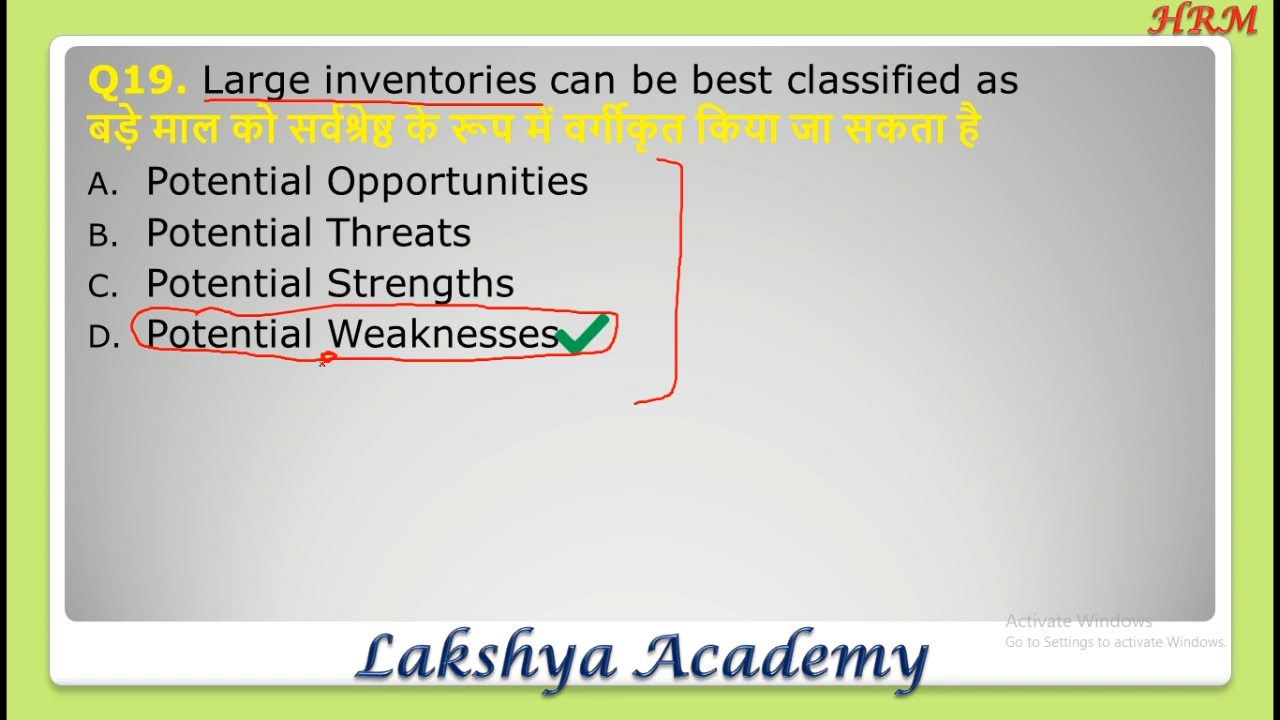 HRM
Q19. Large inventories can be best classified as
बड़े माल को सर्वश्रेष्ठ के रूप में वर्गीकृत किया जा सकता है
A. Potential Opportunities
B. Potential Threats
C. Potential Strengths
D. Potential Weaknesses
Activate Windows
Go to Settings to activate Windows.
Lakshya Academy